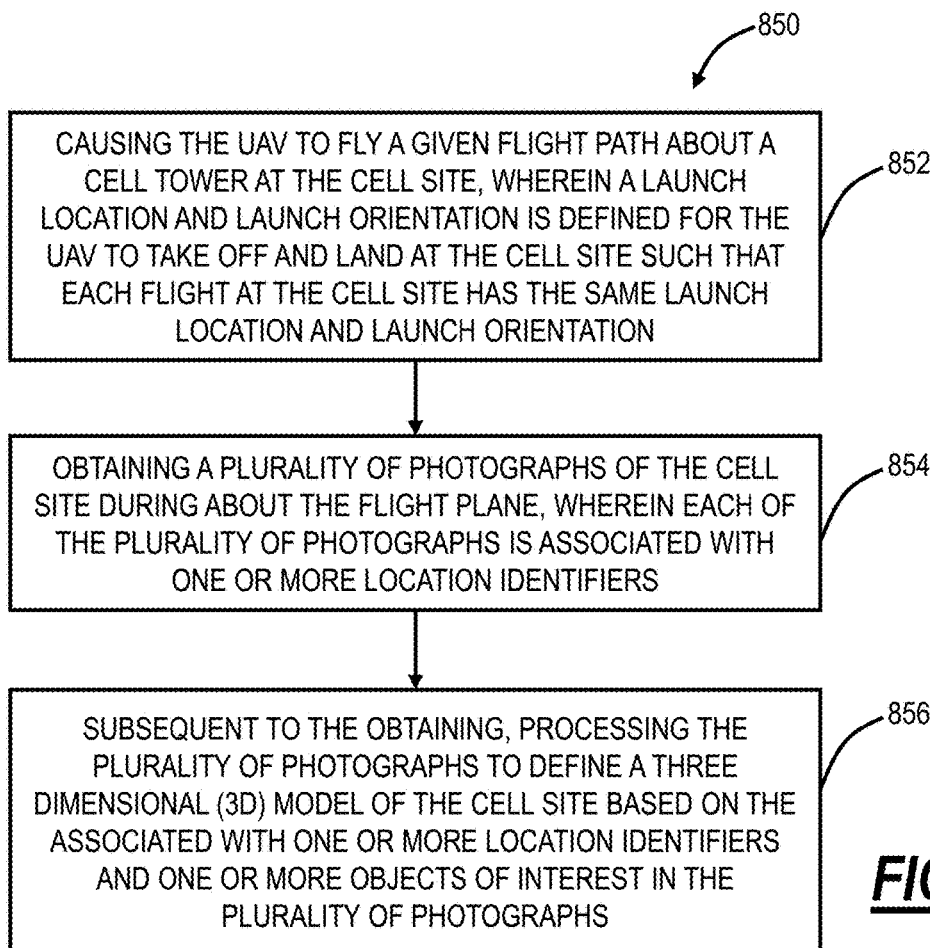 850
CAUSING THE UAV TO FLY A GIVEN FLIGHT PATH ABOUT A
CELL TOWER AT THE CELL SITE, WHEREIN A LAUNCH
LOCATION AND LAUNCH ORIENTATION IS DEFINED FOR THE
UAV TO TAKE OFF AND LAND AT THE CELL SITE SUCH THAT
EACH FLIGHT AT THE CELL SITE HAS THE SAME LAUNCH
LOCATION AND LAUNCH ORIENTATION
852
OBTAINING A PLURALITY OF PHOTOGRAPHS OF THE CELL
SITE DURING ABOUT THE FLIGHT PLANE, WHEREIN EACH OF
THE PLURALITY OF PHOTOGRAPHS IS ASSOCIATED WITH
ONE OR MORE LOCATION IDENTIFIERS
854
SUBSEQUENT TO THE OBTAINING, PROCESSING THE
PLURALITY OF PHOTOGRAPHS TO DEFINE A THREE
DIMENSIONAL (3D) MODEL OF THE CELL SITE BASED ON THE
ASSOCIATED WITH ONE OR MORE LOCATION IDENTIFIERS
AND ONE OR MORE OBJECTS OF INTEREST IN THE
PLURALITY OF PHOTOGRAPHS
856